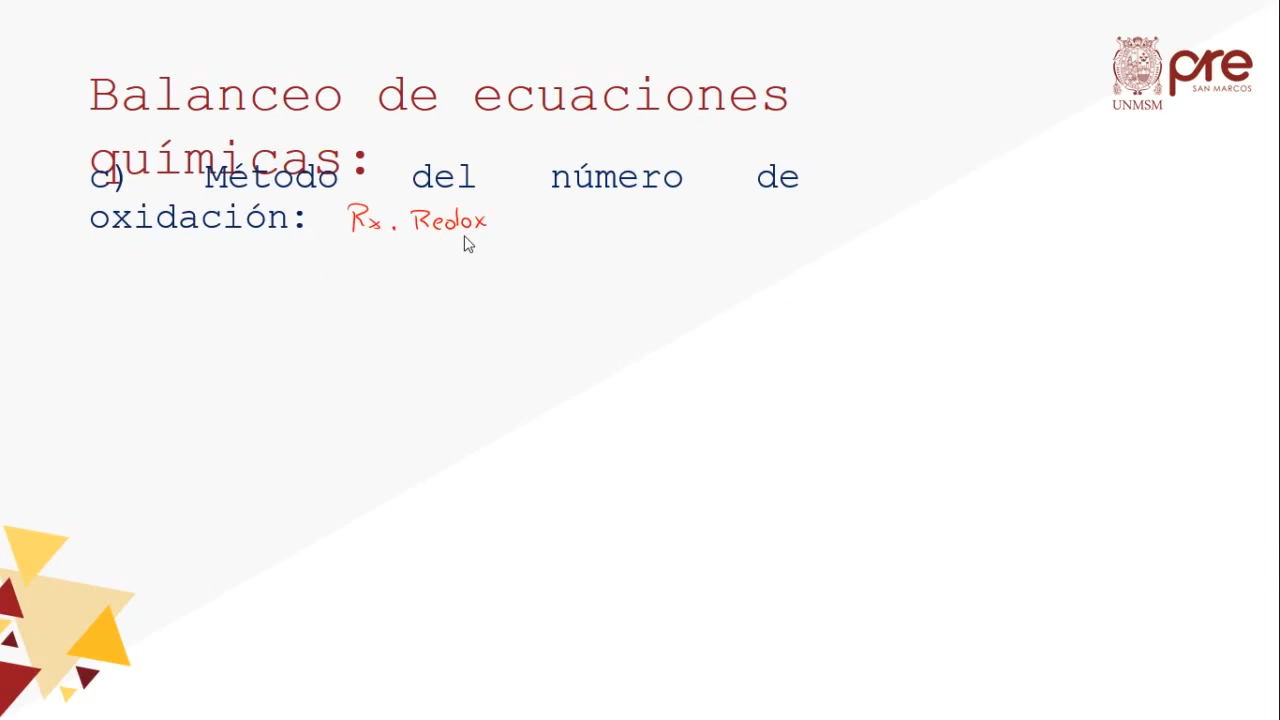 Balanceo de ecuaciones
químicas:
c) Método del número de
oxidación: Rx. Redox
UNMSM
pre
SAN MARCOS